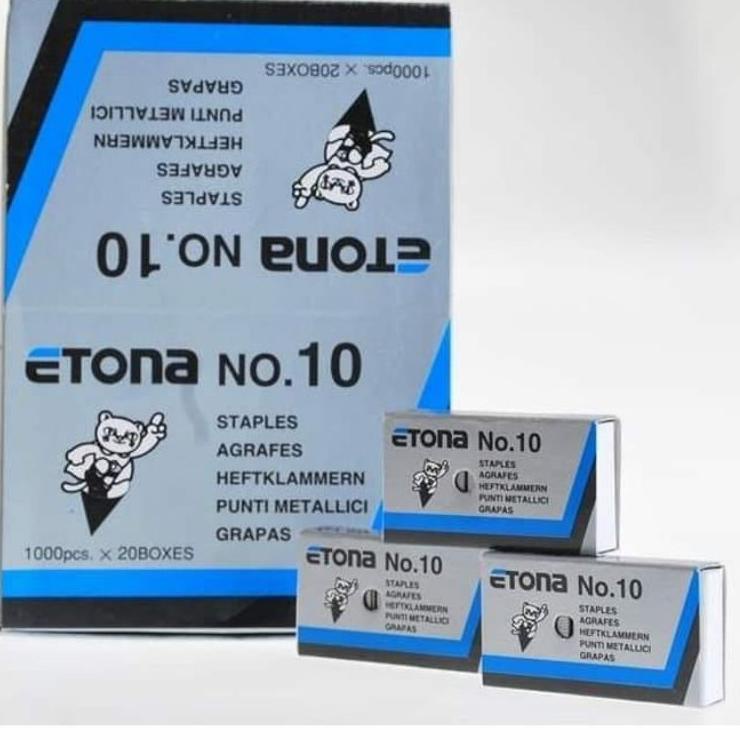 1000pcs. × 20BOXES
GRAPAS
PUNTI METALLICI
HEFTKLAMMERN
AGRAFES
STAPLES
ETONA NO.10
ETONA NO.10
STAPLES
AGRAFES
HEFTKLAMMERN
PUNTI METALLICI
GRAPAS
1000pcs. × 20BOXES
ETONA No.10
STAPLES
AGRAFES
HEFTKLAMMERN
PUNTI METALLICI
GRAPAS
ETONA No.10
STAPLES
AGRAFES
HEFTKLAMMERN
PUNTI METALLICI
GRAPAS
ETONA No.10
STAPLES
AGRAFES
HEFTKLAMMERN
PUNTI METALLICI
GRAPAS